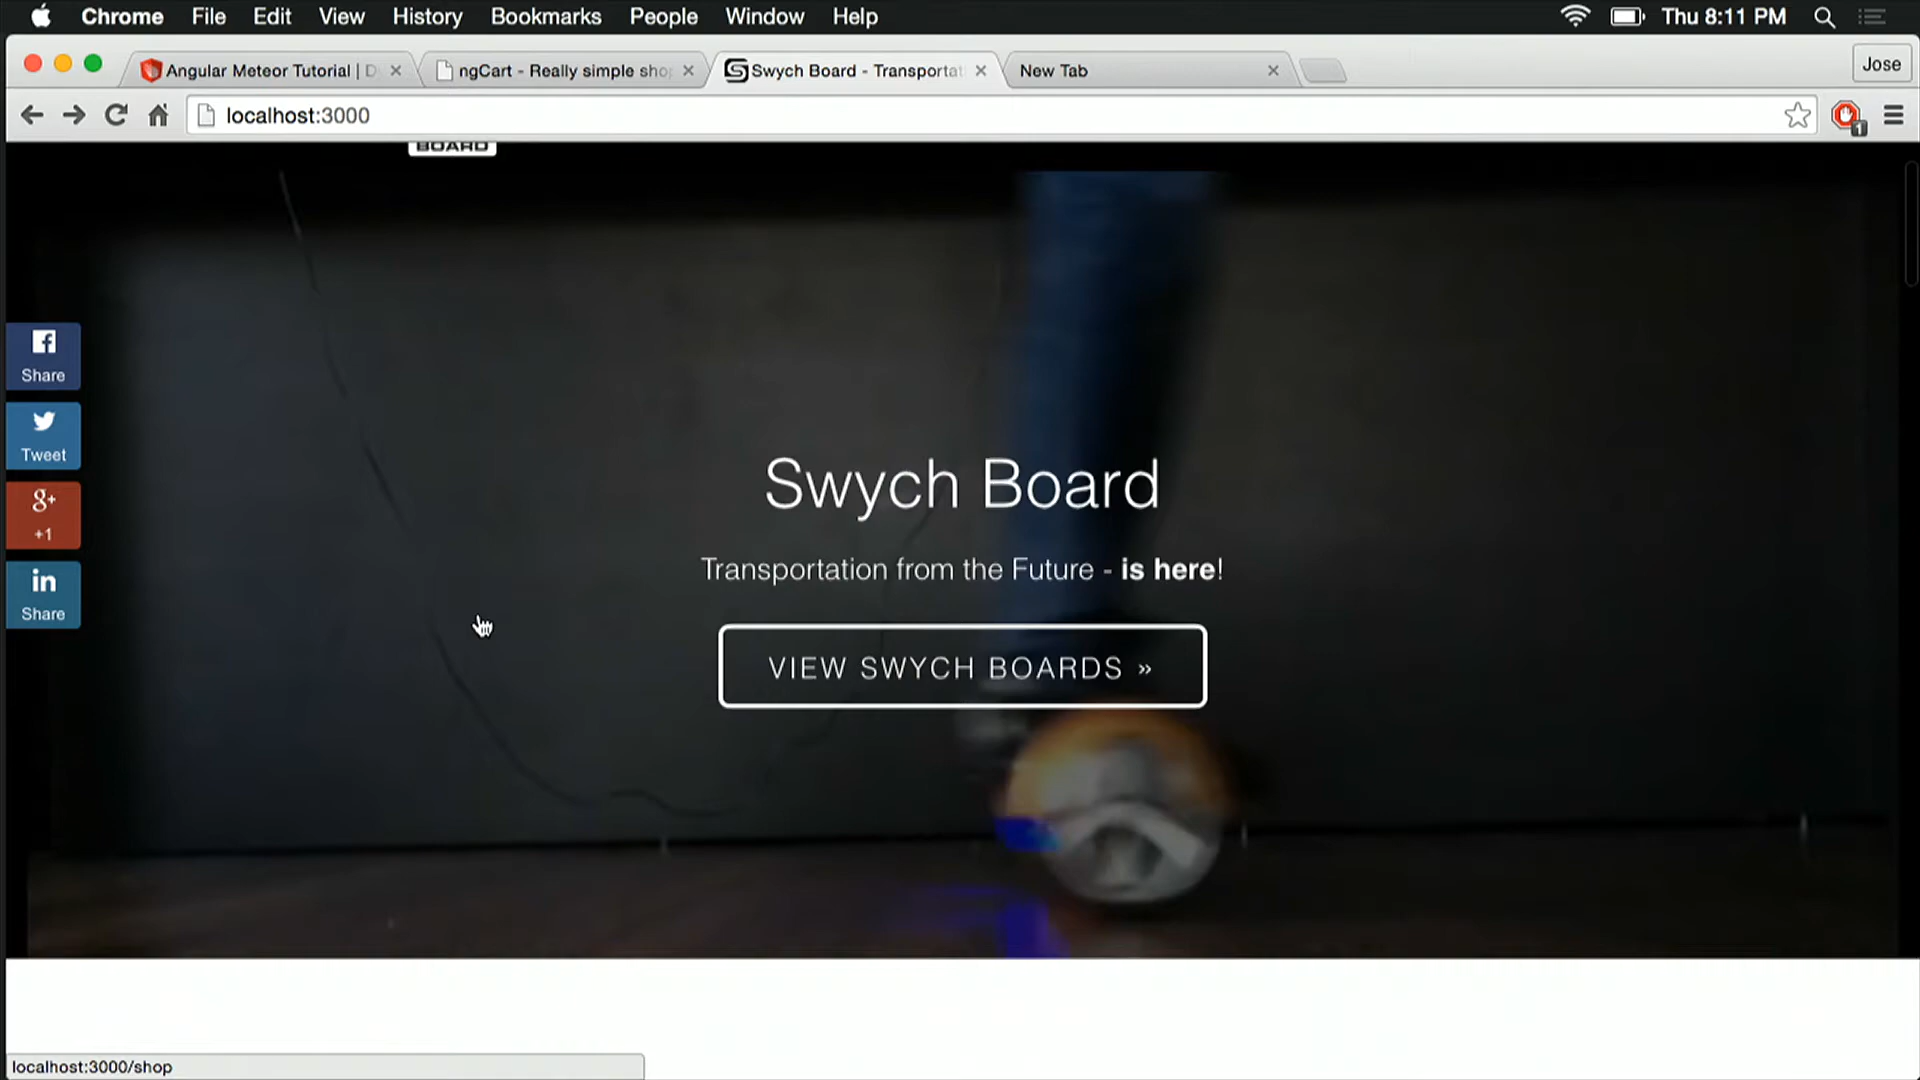 Chrome File Edit View History Bookmarks People Window Help Thu 8:11 PM
Angular Meteor Tutorial | D ngCart - Really simple sho Swych Board - Transportat New Tab Jose
localhost:3000
1
BOARD
f
Share
Tweet
g+
+1
in
Share
Swych Board
Transportation from the Future - is here!
VIEW SWYCH BOARDS »
localhost:3000/shop